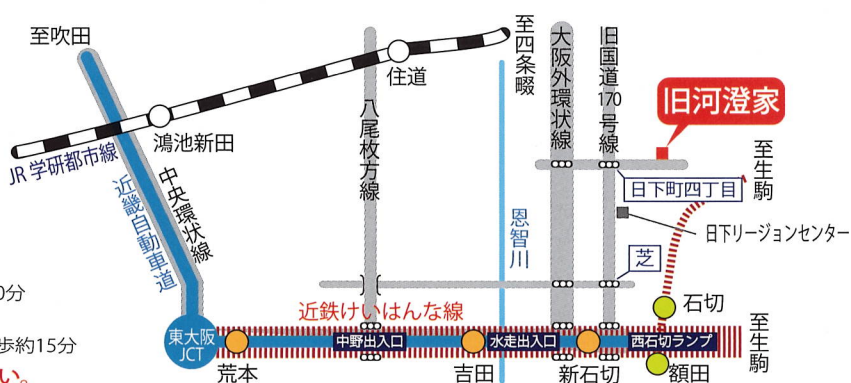 至吹田
至四条畷
大阪外環状線
旧国道170号線
旧河澄家
住道
鴻池新田
JR学研都市線
八尾枚方線
中央環状線
近畿自動車道
至生駒
日下町四丁目
恩智川
日下リージョンセンター
芝
0分
近鉄けいはんな線
石切
歩約15分
東大阪
JCT
中野出入口
水走出入口
西石切ランプ
至生駒
い。
荒本
吉田
新石切
額田